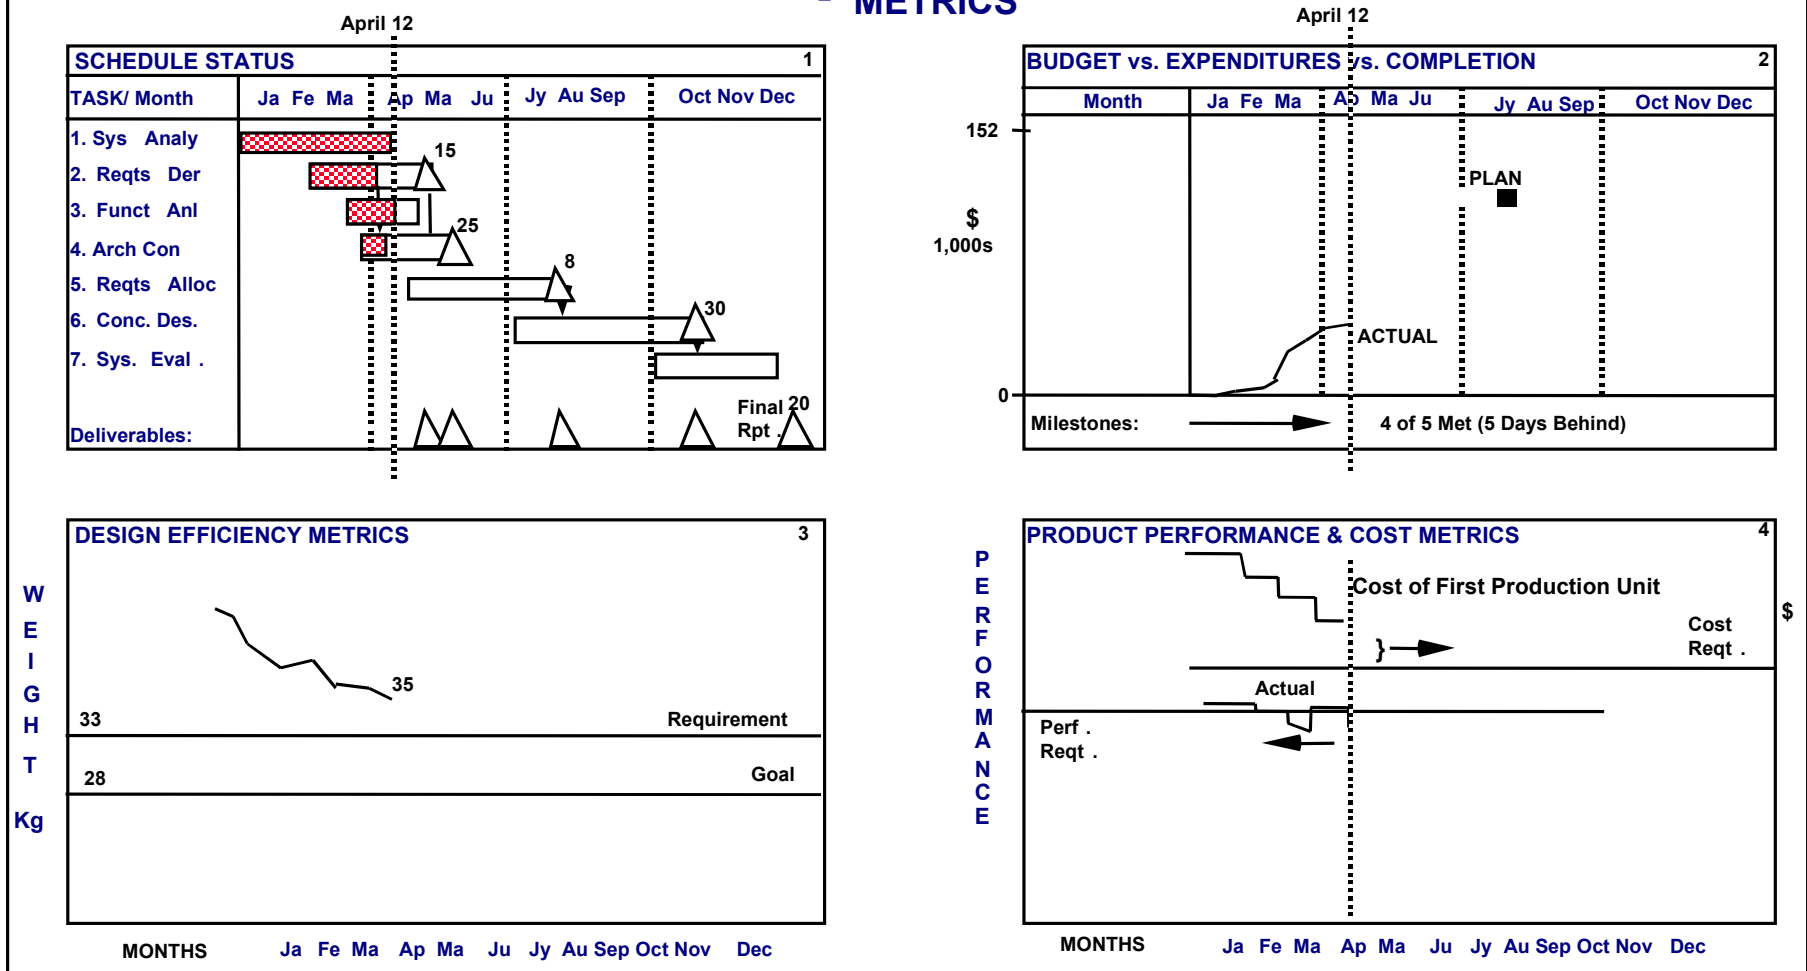 METRICS
April 12
SCHEDULE STATUS 1
TASK/ Month Ja Fe Ma Ap Ma Ju Jy Au Sep Oct Nov Dec
1. Sys Analy
15
2. Reqts Der
3. Funct Anl
25
4. Arch Con
8
5. Reqts Alloc
30
6. Conc. Des.
7. Sys. Eval .
Final 20
Rpt .
Deliverables:
April 12
BUDGET vs. EXPENDITURES vs. COMPLETION 2
Month Ja Fe Ma Ap Ma Ju Jy Au Sep Oct Nov Dec
152
PLAN
$
1,000s
ACTUAL
0
Milestones: 4 of 5 Met (5 Days Behind)
DESIGN EFFICIENCY METRICS 3
WEIGHT
Kg
35
33 Requirement
28 Goal
MONTHS Ja Fe Ma Ap Ma Ju Jy Au Sep Oct Nov Dec
PRODUCT PERFORMANCE & COST METRICS 4
PERFORMANCE
Cost of First Production Unit
$
Cost
Reqt .
}
Actual
Perf .
Reqt .
MONTHS Ja Fe Ma Ap Ma Ju Jy Au Sep Oct Nov Dec